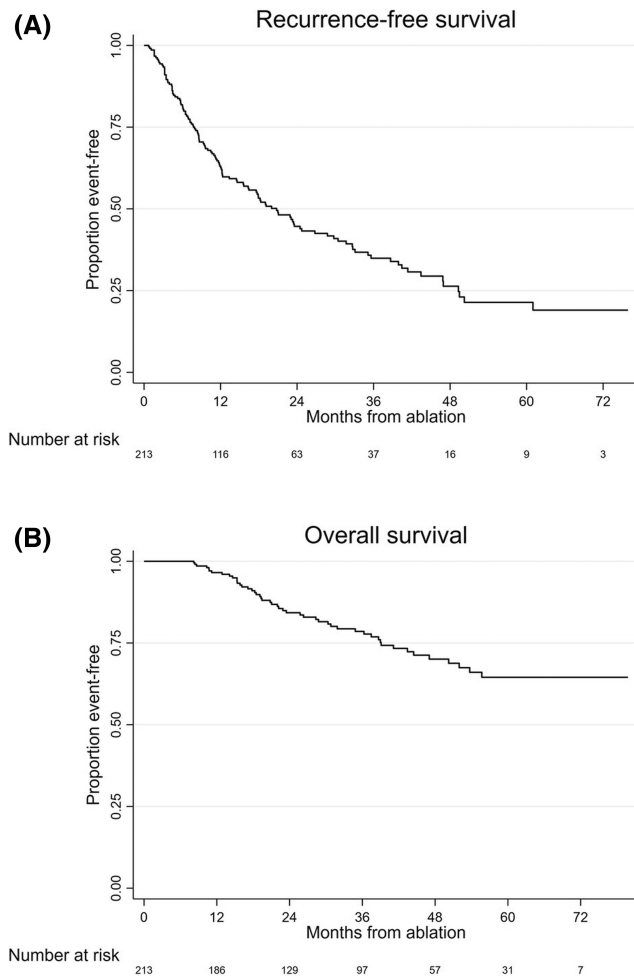 (A)
Recurrence-free survival
Proportion event-free
1.00
0.75
0.50
0.25
0.00
0 12 24 36 48 60 72
Months from ablation
Number at risk
213 116 63 37 16 9 3
(B)
Overall survival
Proportion event-free
1.00
0.75
0.50
0.25
0.00
0 12 24 36 48 60 72
Months from ablation
Number at risk
213 186 129 97 57 31 7